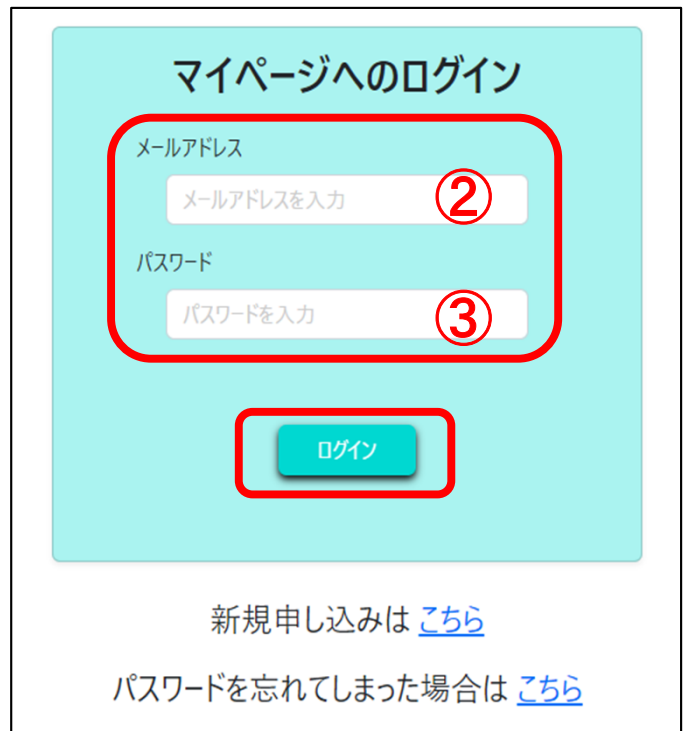 マイページへのログイン
メールアドレス
メールアドレスを入力 ②
パスワード
パスワードを入力 ③
ログイン
新規申し込みは こちら
パスワードを忘れてしまった場合は こちら